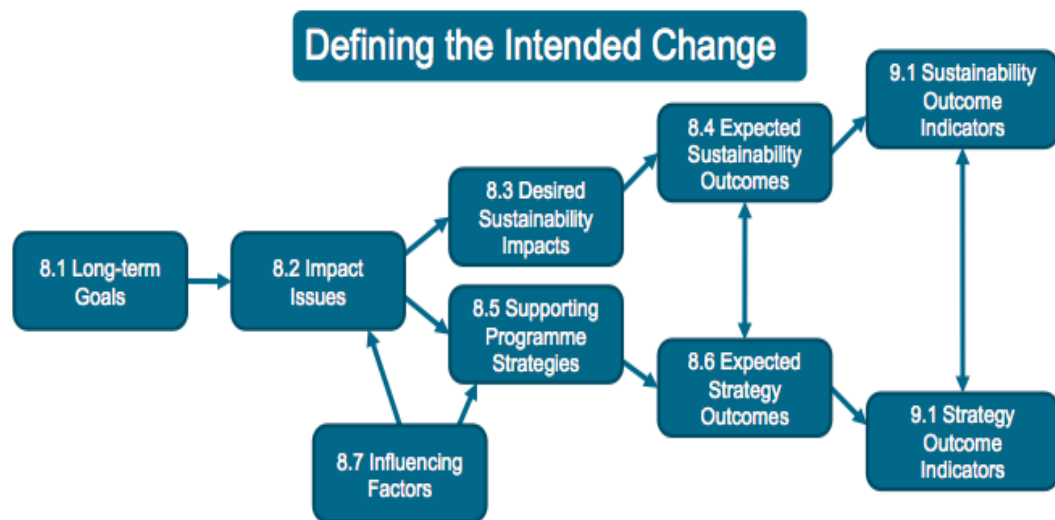 Defining the Intended Change
9.1 Sustainability
Outcome
Indicators
8.4 Expected
Sustainability
Outcomes
8.3 Desired
Sustainability
Impacts
8.1 Long-term
Goals
8.2 Impact
Issues
8.5 Supporting
Programme
Strategies
8.6 Expected
Strategy
Outcomes
9.1 Strategy
Outcome
Indicators
8.7 Influencing
Factors